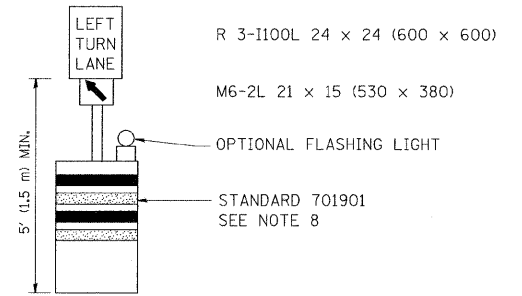 LEFT
TURN
LANE
R 3-I100L 24 x 24 (600 x 600)
M6-2L 21 x 15 (530 x 380)
OPTIONAL FLASHING LIGHT
5' (1.5 m) MIN.
STANDARD 701901
SEE NOTE 8